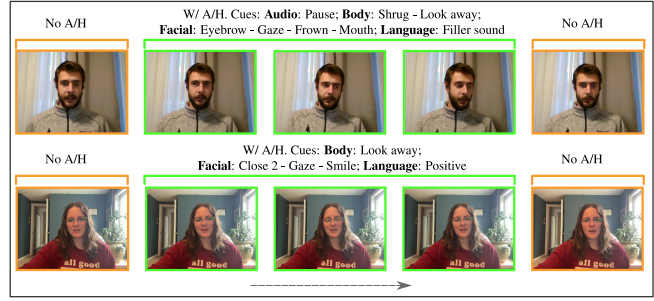 No A/H
W/ A/H. Cues: Audio: Pause; Body: Shrug - Look away;
Facial: Eyebrow - Gaze - Frown - Mouth; Language: Filler sound
No A/H
No A/H
W/ A/H. Cues: Body: Look away;
Facial: Close 2 - Gaze - Smile; Language: Positive
No A/H
all good
all good
all good
all good
all good